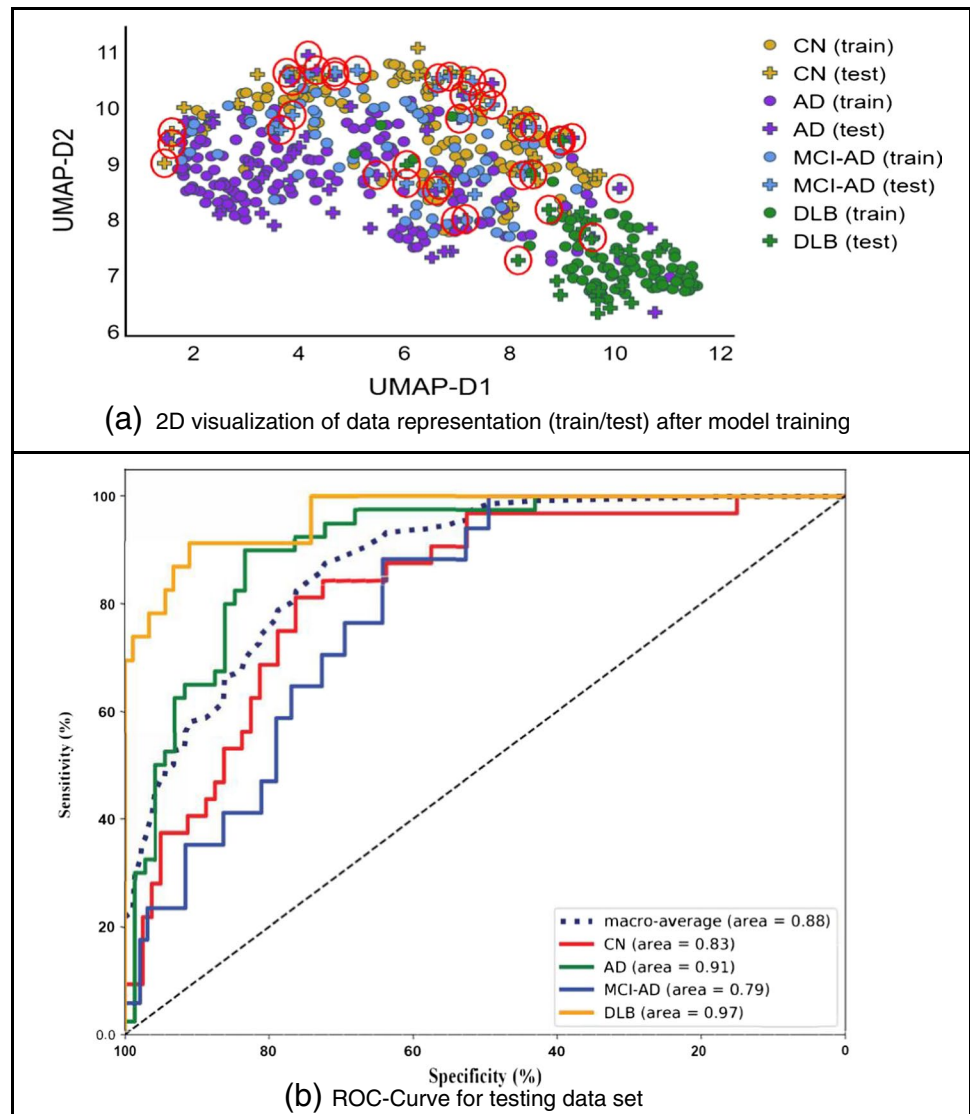 11
10
9
8
7
6
UMAP-D2
2
4
6
8
10
12
UMAP-D1
CN (train)
CN (test)
AD (train)
AD (test)
MCI-AD (train)
MCI-AD (test)
DLB (train)
DLB (test)
(a) 2D visualization of data representation (train/test) after model training
100
80
60
40
20
0.0
Sensitivity (%)
macro-average (area = 0.88)
CN (area = 0.83)
AD (area = 0.91)
MCI-AD (area = 0.79)
DLB (area = 0.97)
100
80
60
40
20
0
Specificity (%)
(b) ROC-Curve for testing data set